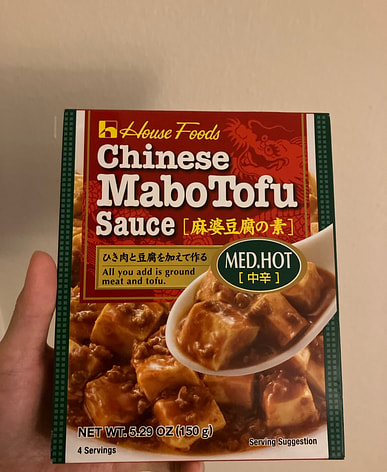 House Foods
Chinese
MaboTofu
Sauce [麻婆豆腐の素]
ひき肉と豆腐を加えて作る
All you add is ground
meat and tofu.
MED.HOT
[中辛]
NET WT. 5.29 OZ (150 g)
4 Servings
Serving Suggestion